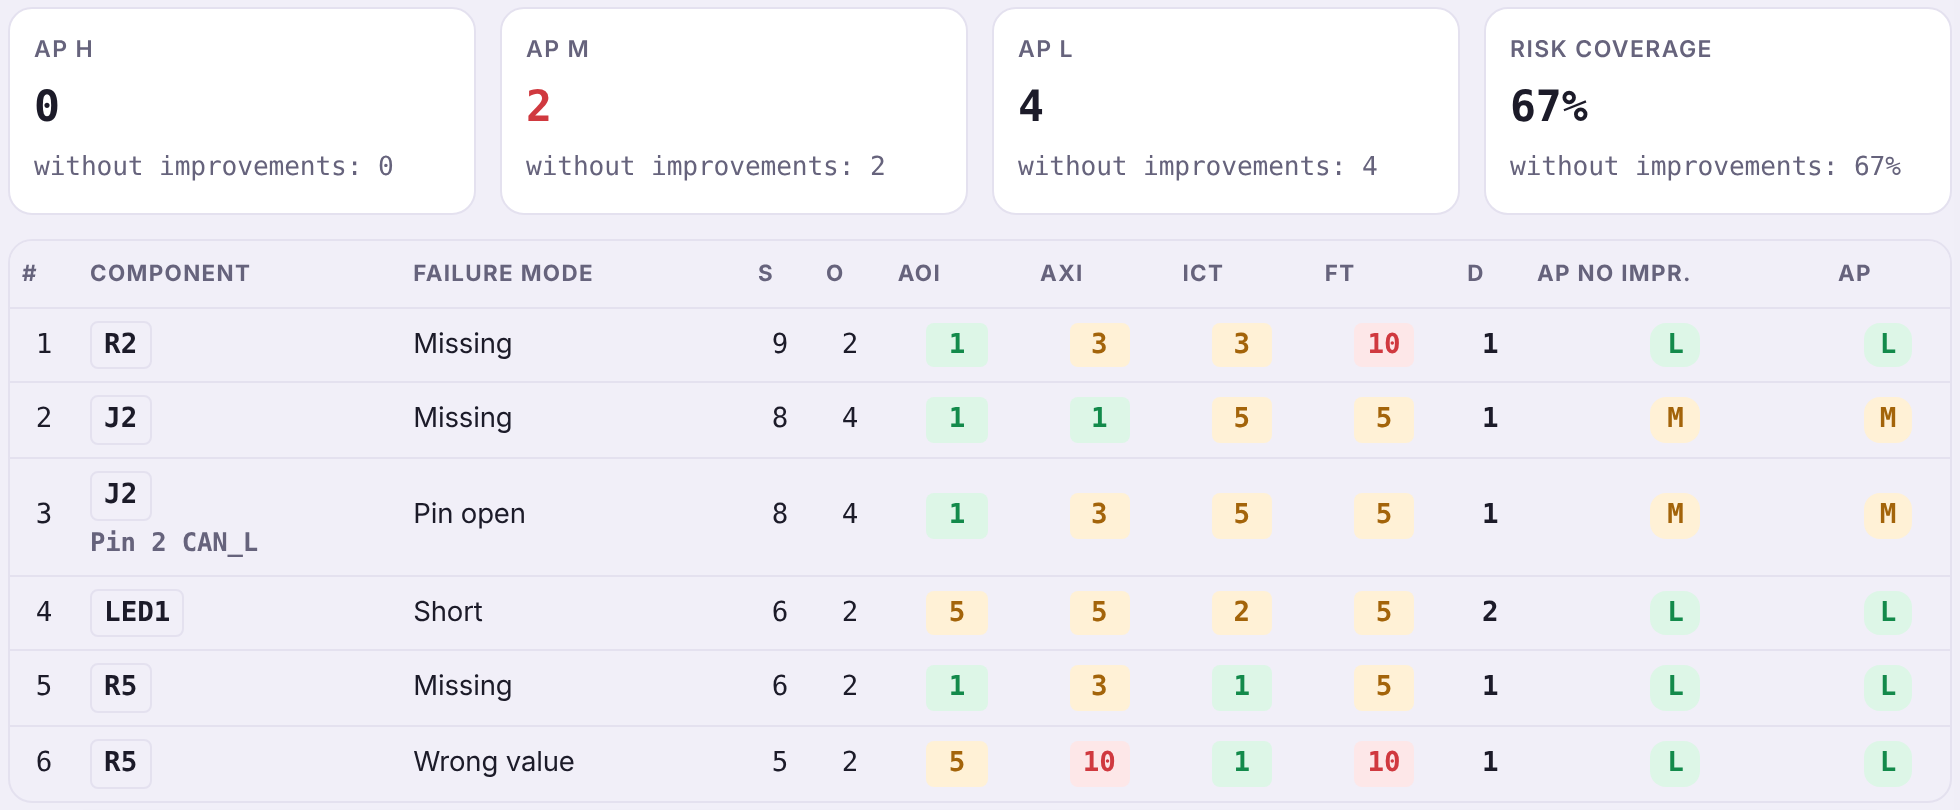 AP H
0
without improvements: 0
AP M
2
without improvements: 2
AP L
4
without improvements: 4
RISK COVERAGE
67%
without improvements: 67%
# COMPONENT FAILURE MODE S O AOI AXI ICT FT D AP NO IMPR. AP
1 R2 Missing 9 2 1 3 3 10 1 L L
2 J2 Missing 8 4 1 1 5 5 1 M M
3 J2 Pin open 8 4 1 3 5 5 1 M M
Pin 2 CAN_L
4 LED1 Short 6 2 5 5 2 5 2 L L
5 R5 Missing 6 2 1 3 1 5 1 L L
6 R5 Wrong value 5 2 5 10 1 10 1 L L